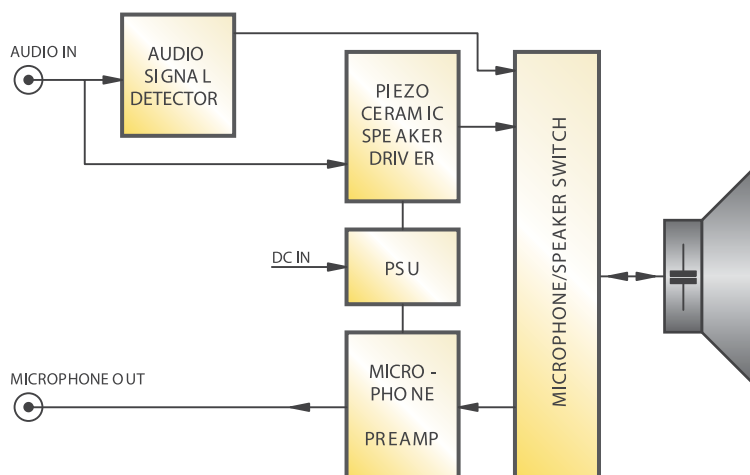 AUDIO IN
AUDIO
SIGNAL
DETECTOR
PIEZO
CERAMIC
SPEAKER
DRIVER
MICROPHONE/SPEAKER SWITCH
DC IN
PSU
MICROPHONE OUT
MICRO -
PHONE
PREAMP